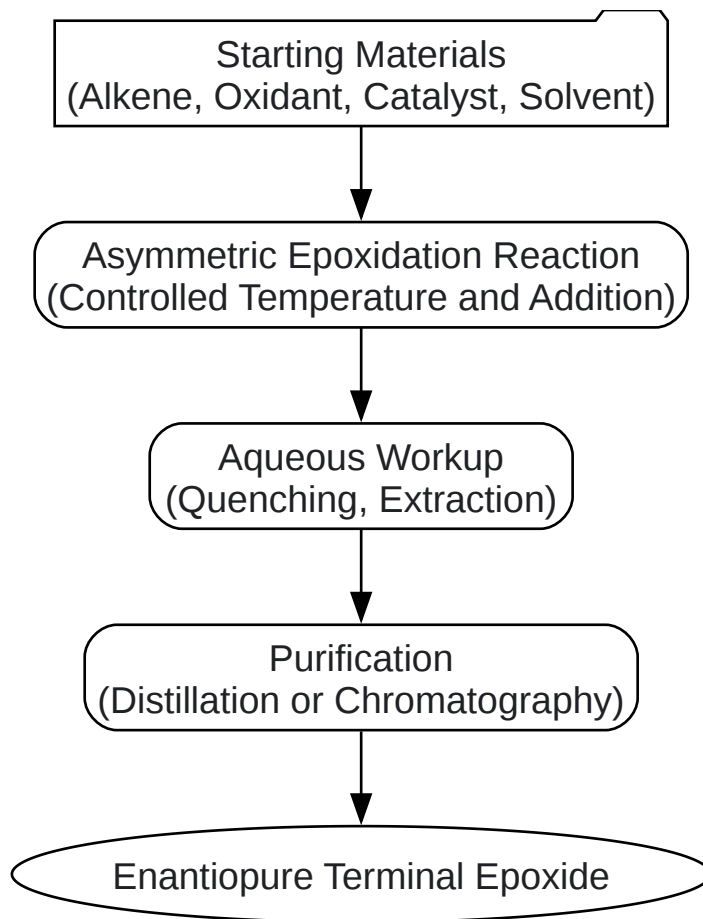 Starting Materials
(Alkene, Oxidant, Catalyst, Solvent)
Asymmetric Epoxidation Reaction
(Controlled Temperature and Addition)
Aqueous Workup
(Quenching, Extraction)
Purification
(Distillation or Chromatography)
Enantiopure Terminal Epoxide